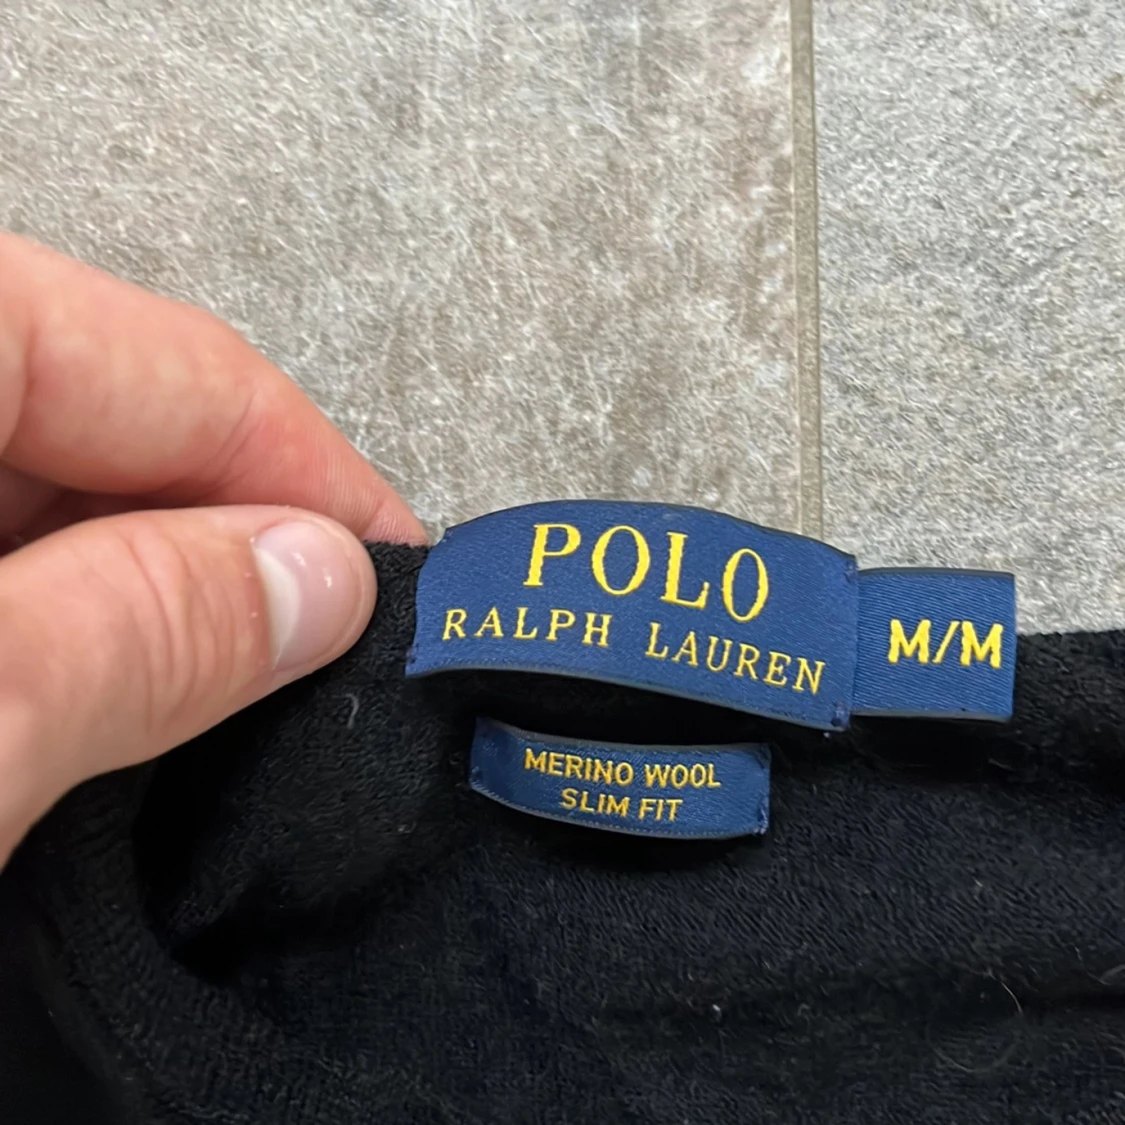 POLO
RALPH LAUREN
M/M
MERINO WOOL
SLIM FIT